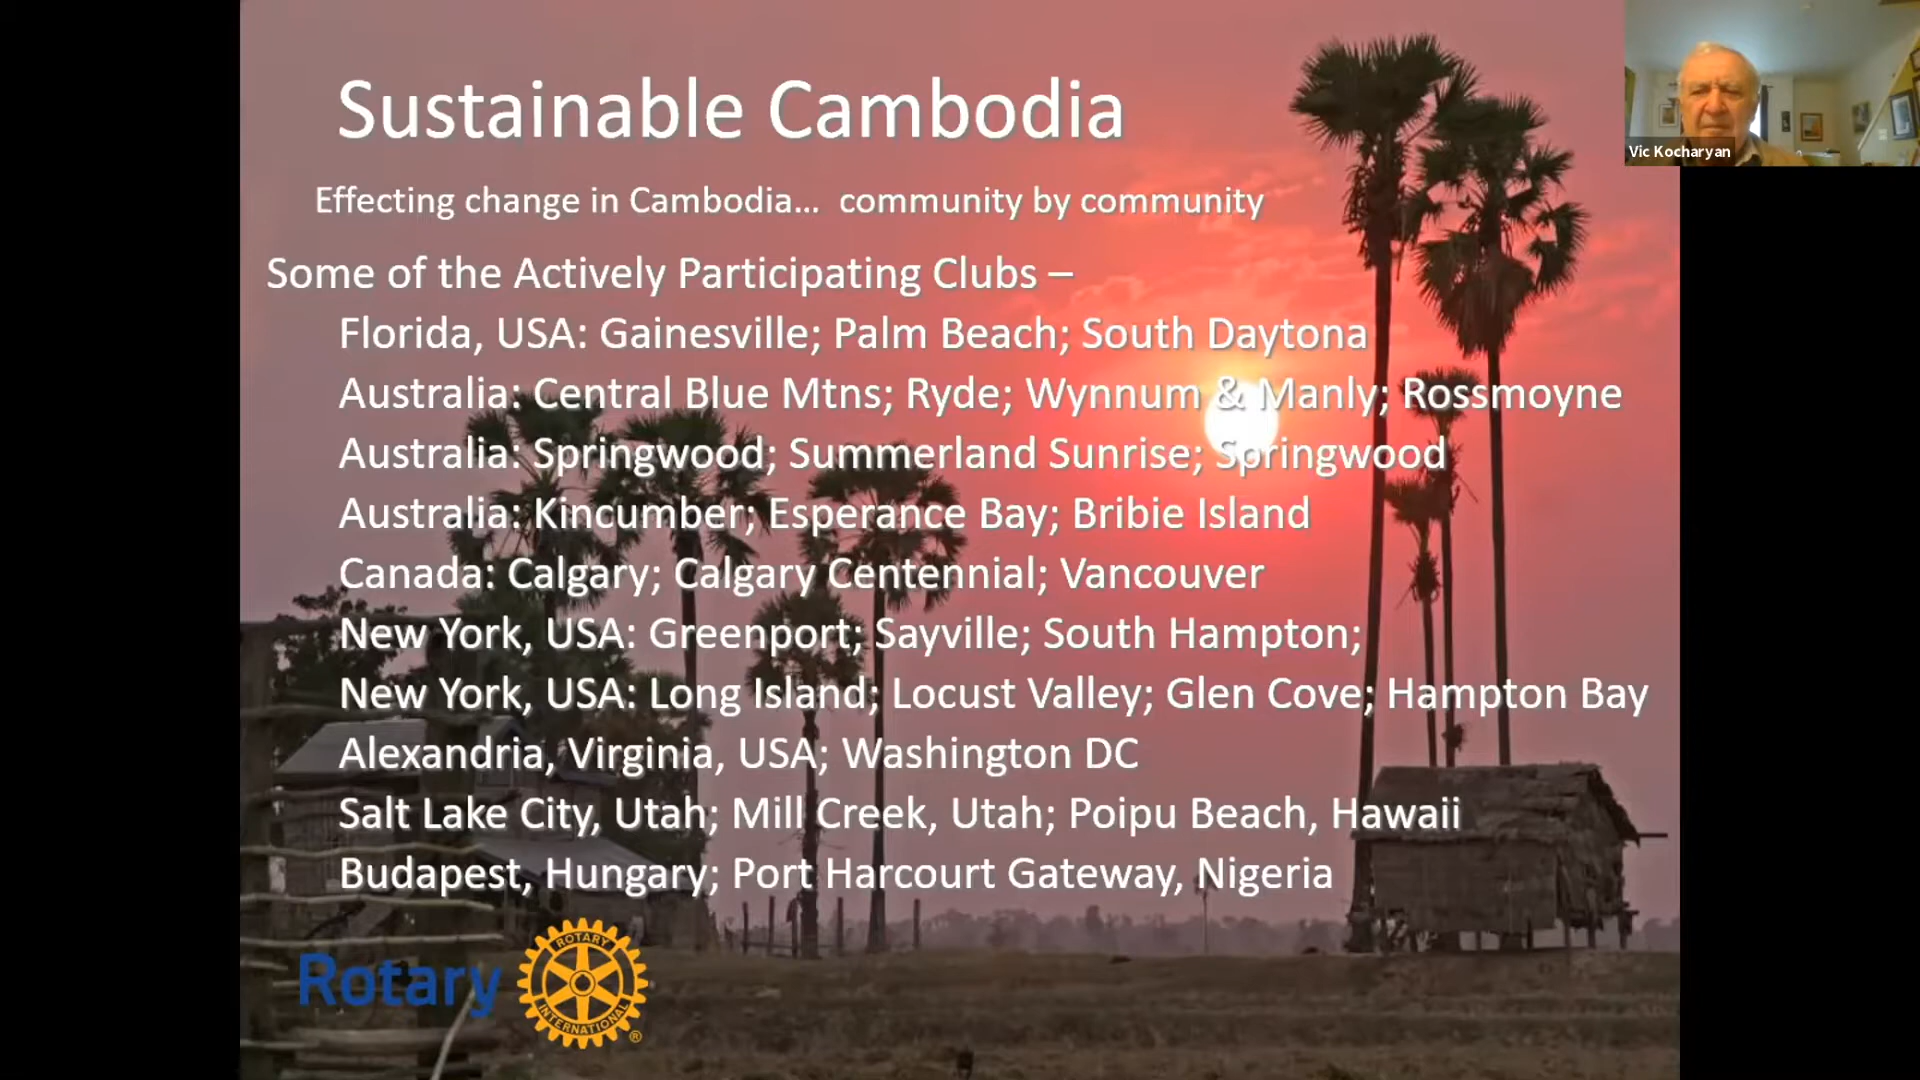 Sustainable Cambodia
Vic Kocharyan
Effecting change in Cambodia... community by community
Some of the Actively Participating Clubs –
Florida, USA: Gainesville; Palm Beach; South Daytona
Australia: Central Blue Mtns; Ryde; Wynnum & Manly; Rossmoyne
Australia: Springwood; Summerland Sunrise; Springwood
Australia: Kincumber; Esperance Bay; Bribie Island
Canada: Calgary; Calgary Centennial; Vancouver
New York, USA: Greenport; Sayville; South Hampton;
New York, USA: Long Island; Locust Valley; Glen Cove; Hampton Bay
Alexandria, Virginia, USA; Washington DC
Salt Lake City, Utah; Mill Creek, Utah; Poipu Beach, Hawaii
Budapest, Hungary; Port Harcourt Gateway, Nigeria
Rotary
ROTARY
INTERNATIONAL
®